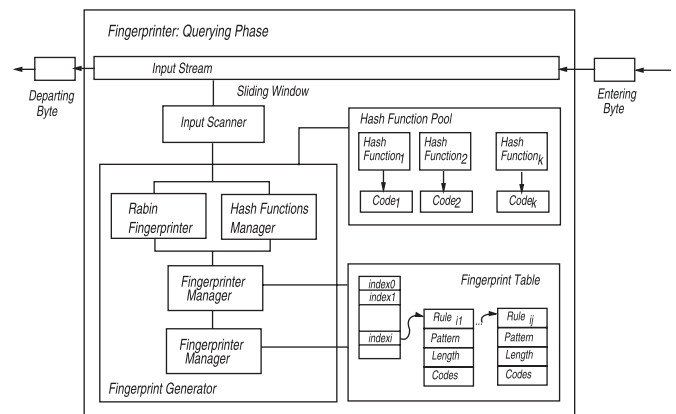 Fingerprinter: Querying Phase
Input Stream
Departing
Byte
Sliding Window
Entering
Byte
Input Scanner
Hash Function Pool
Hash
Function1
Hash
Function2
Hash
Functionk
Code1
Code2
Codek
Rabin
Fingerprinter
Hash Functions
Manager
Fingerprinter
Manager
Fingerprinter
Manager
Fingerprint Generator
Fingerprint Table
index0
index1
indexi
Rule i1
...
Rule ij
Pattern
Pattern
Length
Length
Codes
Codes